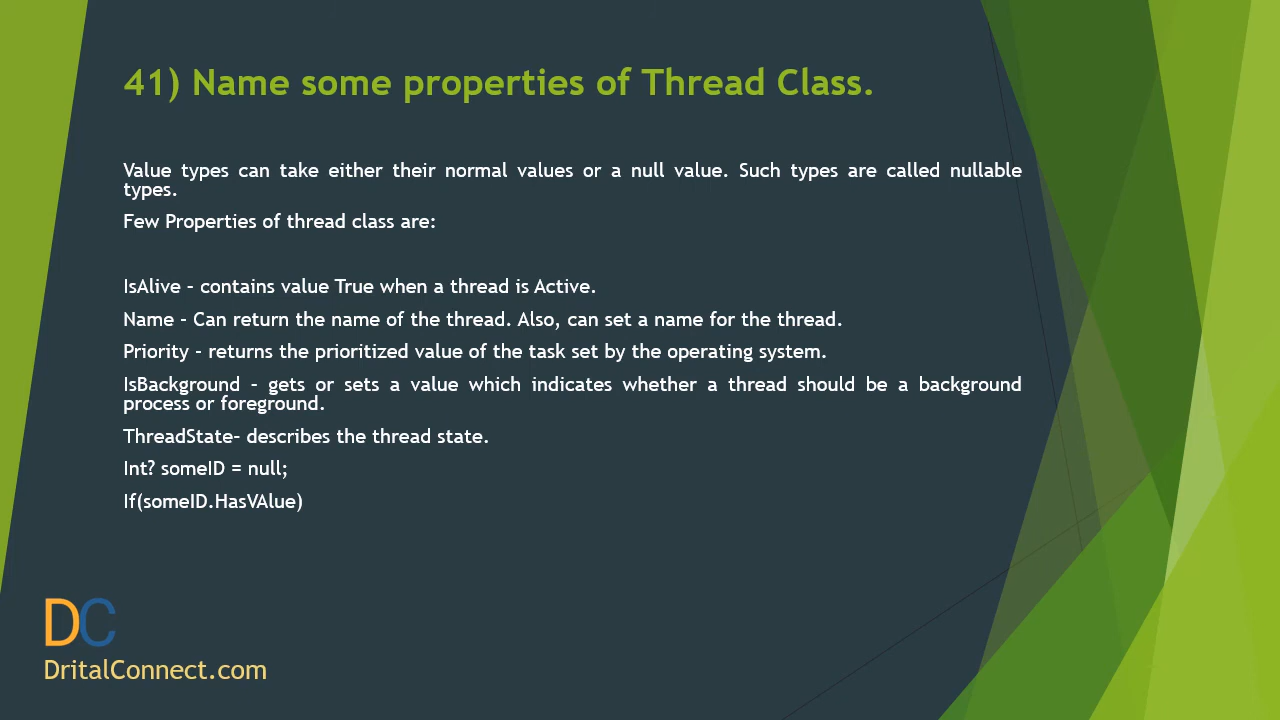 41) Name some properties of Thread Class.
Value types can take either their normal values or a null value. Such types are called nullable
types.
Few Properties of thread class are:
IsAlive – contains value True when a thread is Active.
Name – Can return the name of the thread. Also, can set a name for the thread.
Priority – returns the prioritized value of the task set by the operating system.
IsBackground – gets or sets a value which indicates whether a thread should be a background
process or foreground.
ThreadState– describes the thread state.
Int? someID = null;
If(someID.HasVAlue)
DC
DritalConnect.com